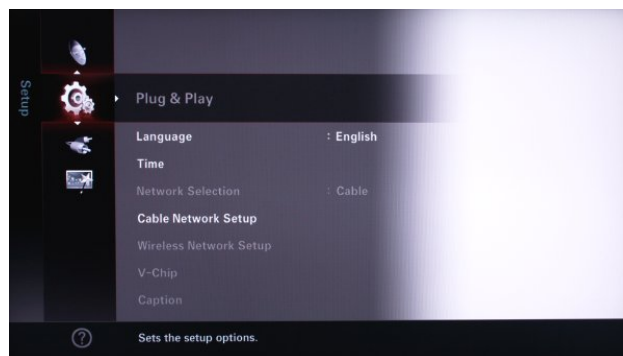 Setup
Plug & Play
Language : English
Time
Network Selection : Cable
Cable Network Setup
Wireless Network Setup
V-Chip
Caption
Sets the setup options.